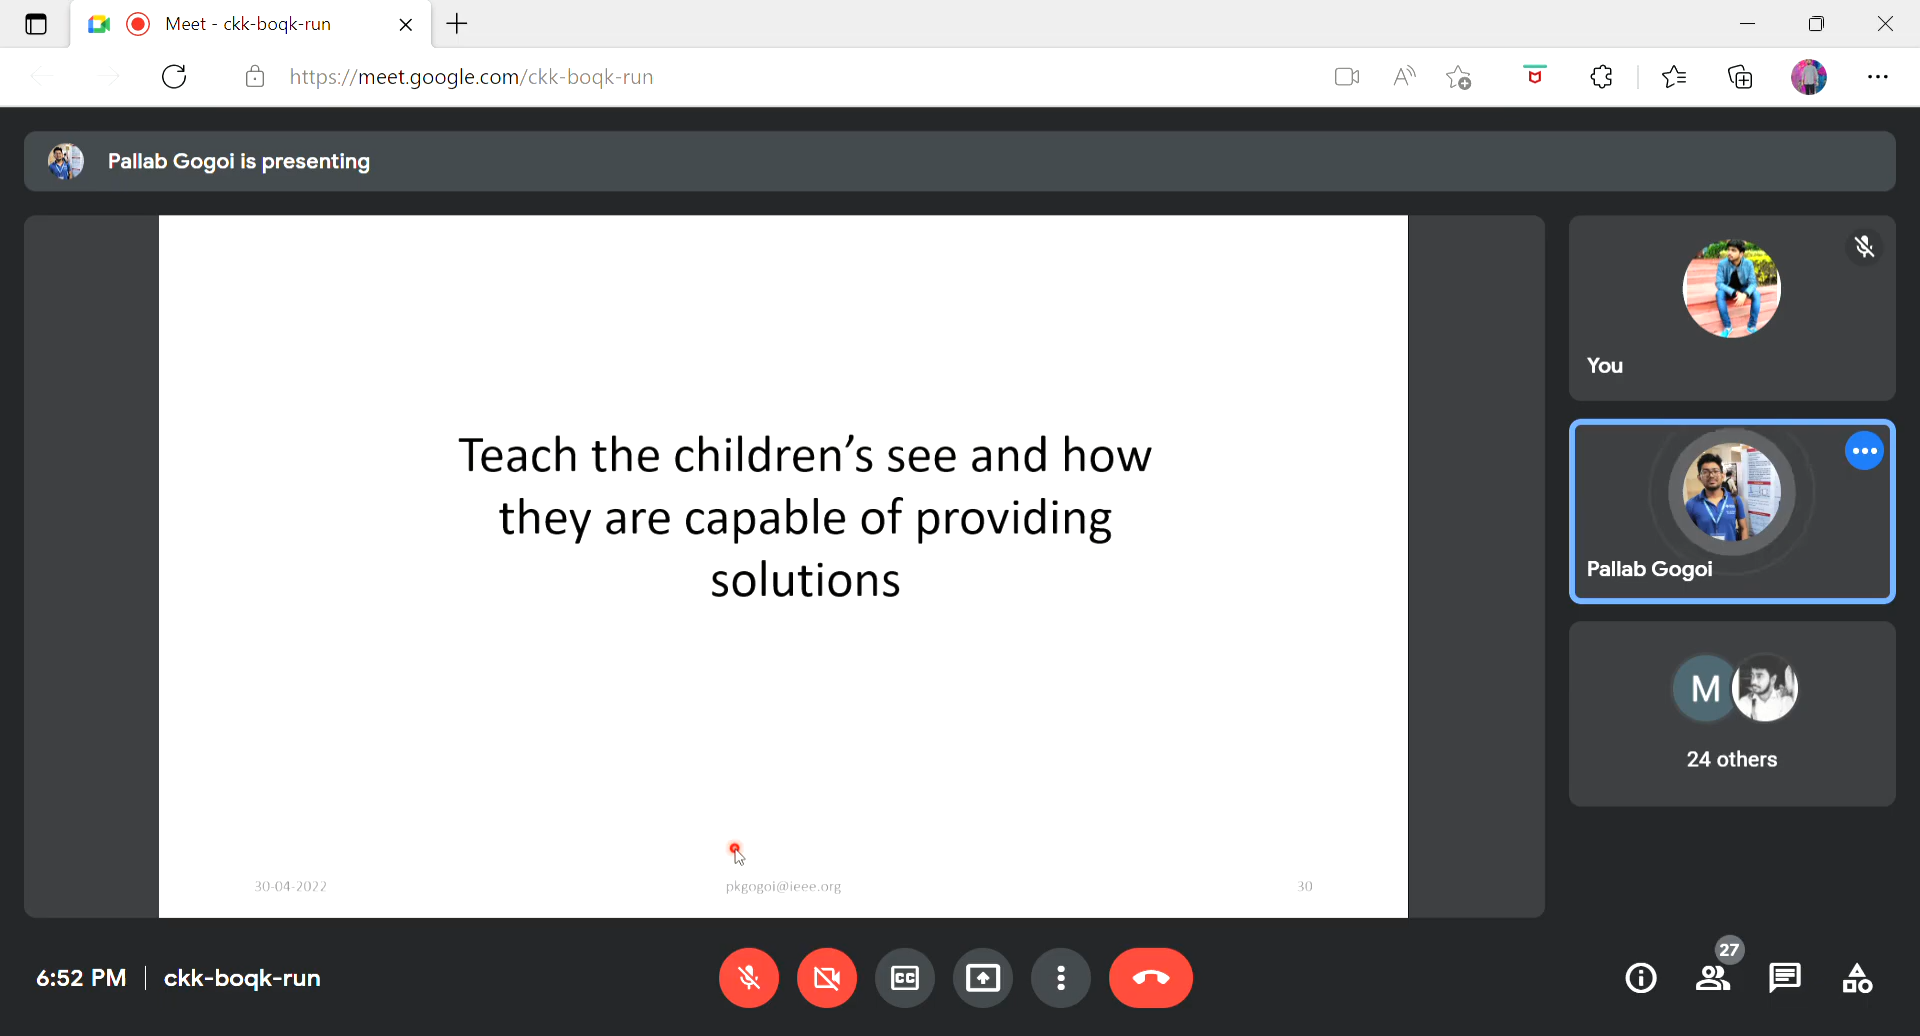 Meet - ckk-boqk-run
https://meet.google.com/ckk-boqk-run
Pallab Gogoi is presenting
Teach the children’s see and how
they are capable of providing
solutions
30-04-2022
pkgogoi@ieee.org
30
You
Pallab Gogoi
M
24 others
6:52 PM
ckk-boqk-run
CC
27